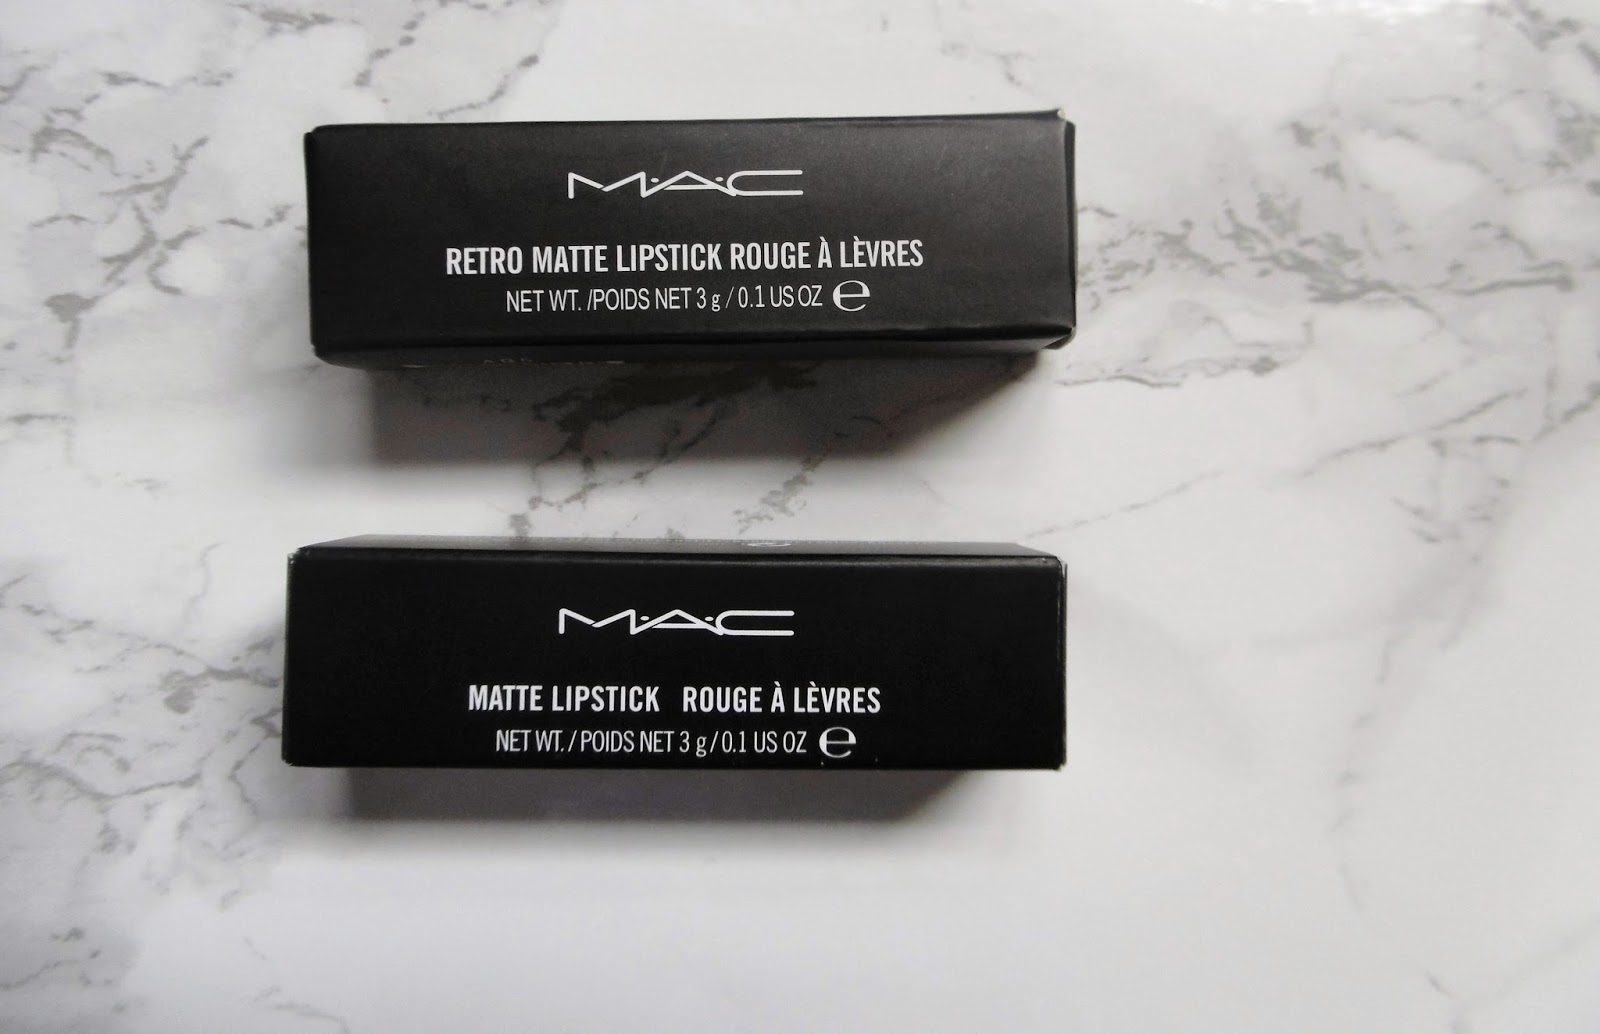 M·A·C
RETRO MATTE LIPSTICK ROUGE À LÈVRES
NET WT. /POIDS NET 3 g / 0.1 US OZ ℮
M·A·C
MATTE LIPSTICK ROUGE À LÈVRES
NET WT. / POIDS NET 3 g / 0.1 US OZ ℮